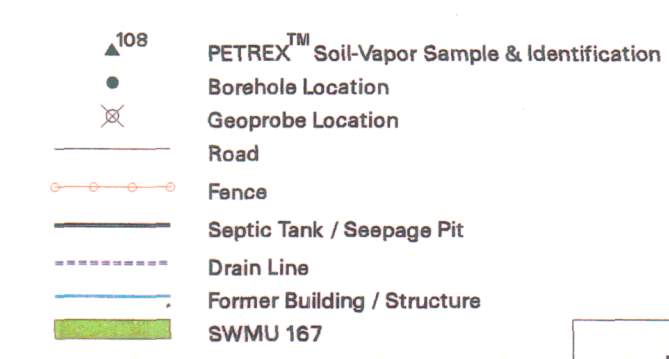 108 PETREX™ Soil-Vapor Sample & Identification
Borehole Location
Geoprobe Location
Road
Fence
Septic Tank / Seepage Pit
Drain Line
Former Building / Structure
SWMU 167